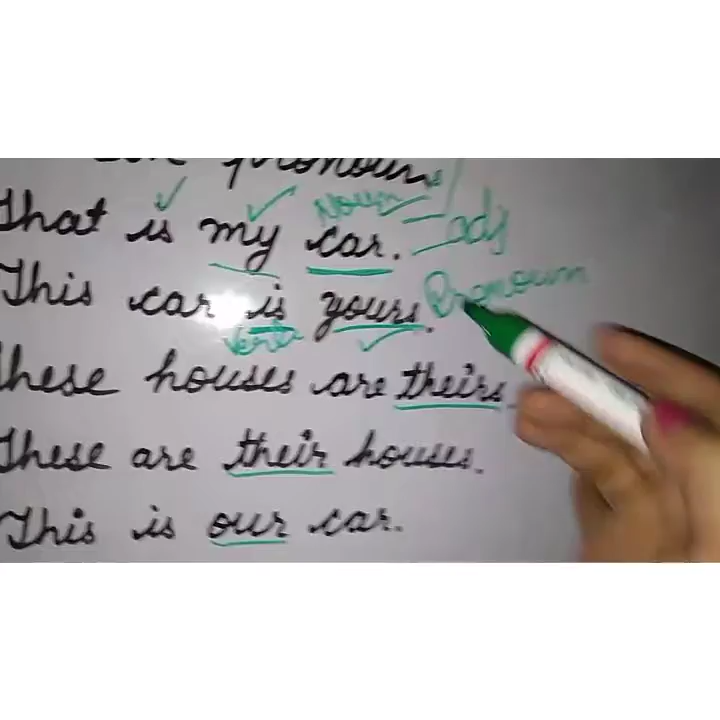 pronouns
Noun
That is my car. adj
This car is yours. Pronoun
Verb
These houses are theirs.
These are their houses.
This is our car.